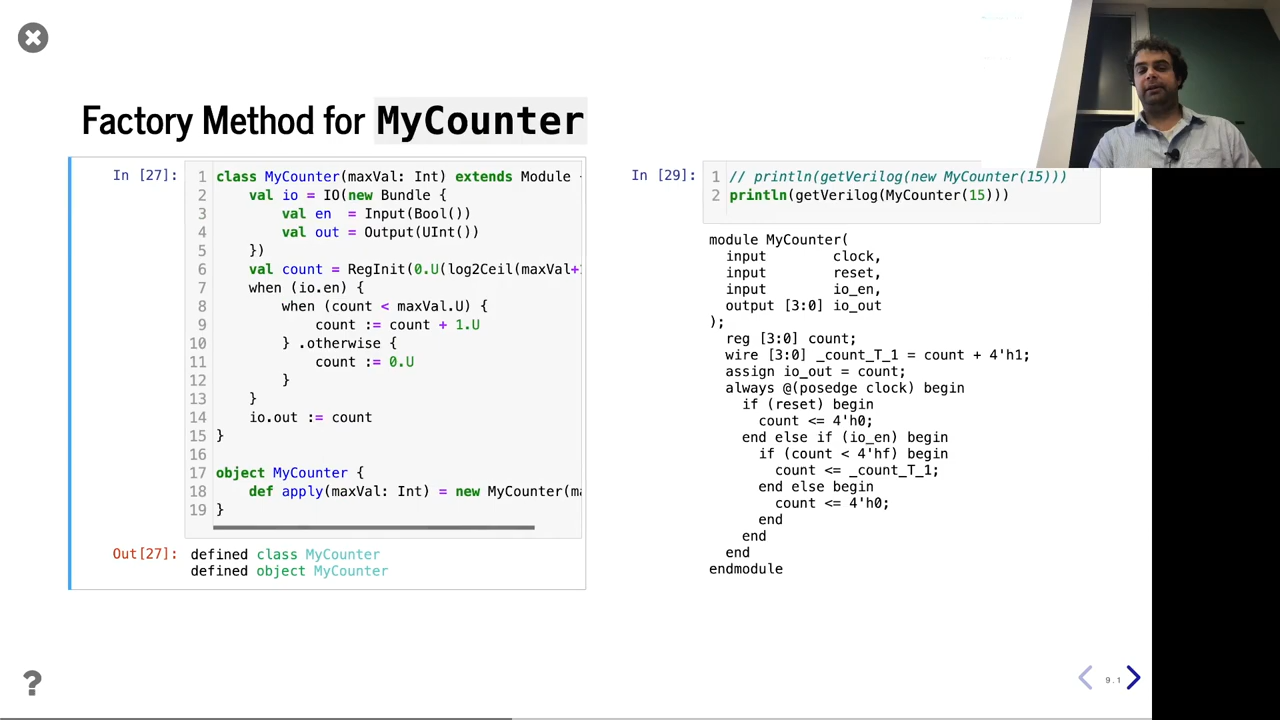 Factory Method for MyCounter
In [27]:
1 class MyCounter(maxVal: Int) extends Module
2 val io = IO(new Bundle {
3 val en = Input(Bool())
4 val out = Output(UInt())
5 })
6 val count = RegInit(0.U(log2Ceil(maxVal+
7 when (io.en) {
8 when (count < maxVal.U) {
9 count := count + 1.U
10 } .otherwise {
11 count := 0.U
12 }
13 }
14 io.out := count
15 }
16
17 object MyCounter {
18 def apply(maxVal: Int) = new MyCounter(
19 }
Out[27]:
defined class MyCounter
defined object MyCounter
In [29]:
1 // println(getVerilog(new MyCounter(15)))
2 println(getVerilog(MyCounter(15)))
module MyCounter(
input clock,
input reset,
input io_en,
output [3:0] io_out
);
reg [3:0] count;
wire [3:0] _count_T_1 = count + 4'h1;
assign io_out = count;
always @(posedge clock) begin
if (reset) begin
count <= 4'h0;
end else if (io_en) begin
if (count < 4'hf) begin
count <= _count_T_1;
end else begin
count <= 4'h0;
end
end
end
endmodule
?
9.1